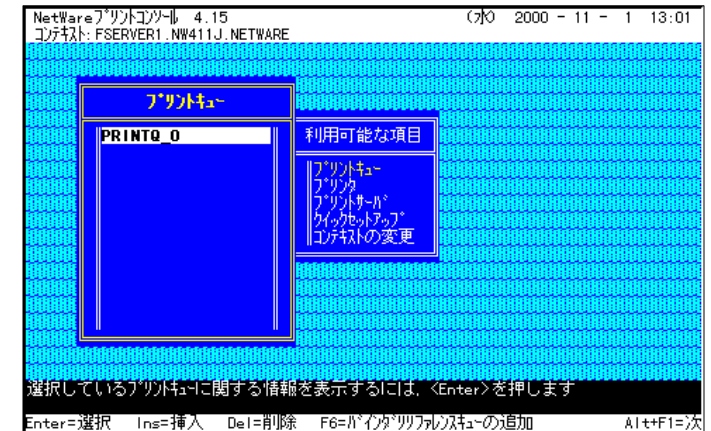 NetWareﾌﾟﾘﾝﾄｺﾝｿｰﾙ 4.15 (水) 2000 - 11 - 1 13:01
ｺﾝﾃｷｽﾄ: FSERVER1.NW411J.NETWARE
ﾌﾟﾘﾝﾄｷｭｰ
PRINTQ_0
利用可能な項目
ﾌﾟﾘﾝﾄｷｭｰ
ﾌﾟﾘﾝﾀ
ﾌﾟﾘﾝﾄｻｰﾊﾞ
ｸｲｯｸｾｯﾄｱｯﾌﾟ
ｺﾝﾃｷｽﾄの変更
選択しているﾌﾟﾘﾝﾄｷｭｰに関する情報を表示するには, <Enter>を押します
Enter=選択 Ins=挿入 Del=削除 F6=ﾊﾞｲﾝﾀﾞﾘﾘﾌｧﾚﾝｽｷｭｰの追加 Alt+F1=次